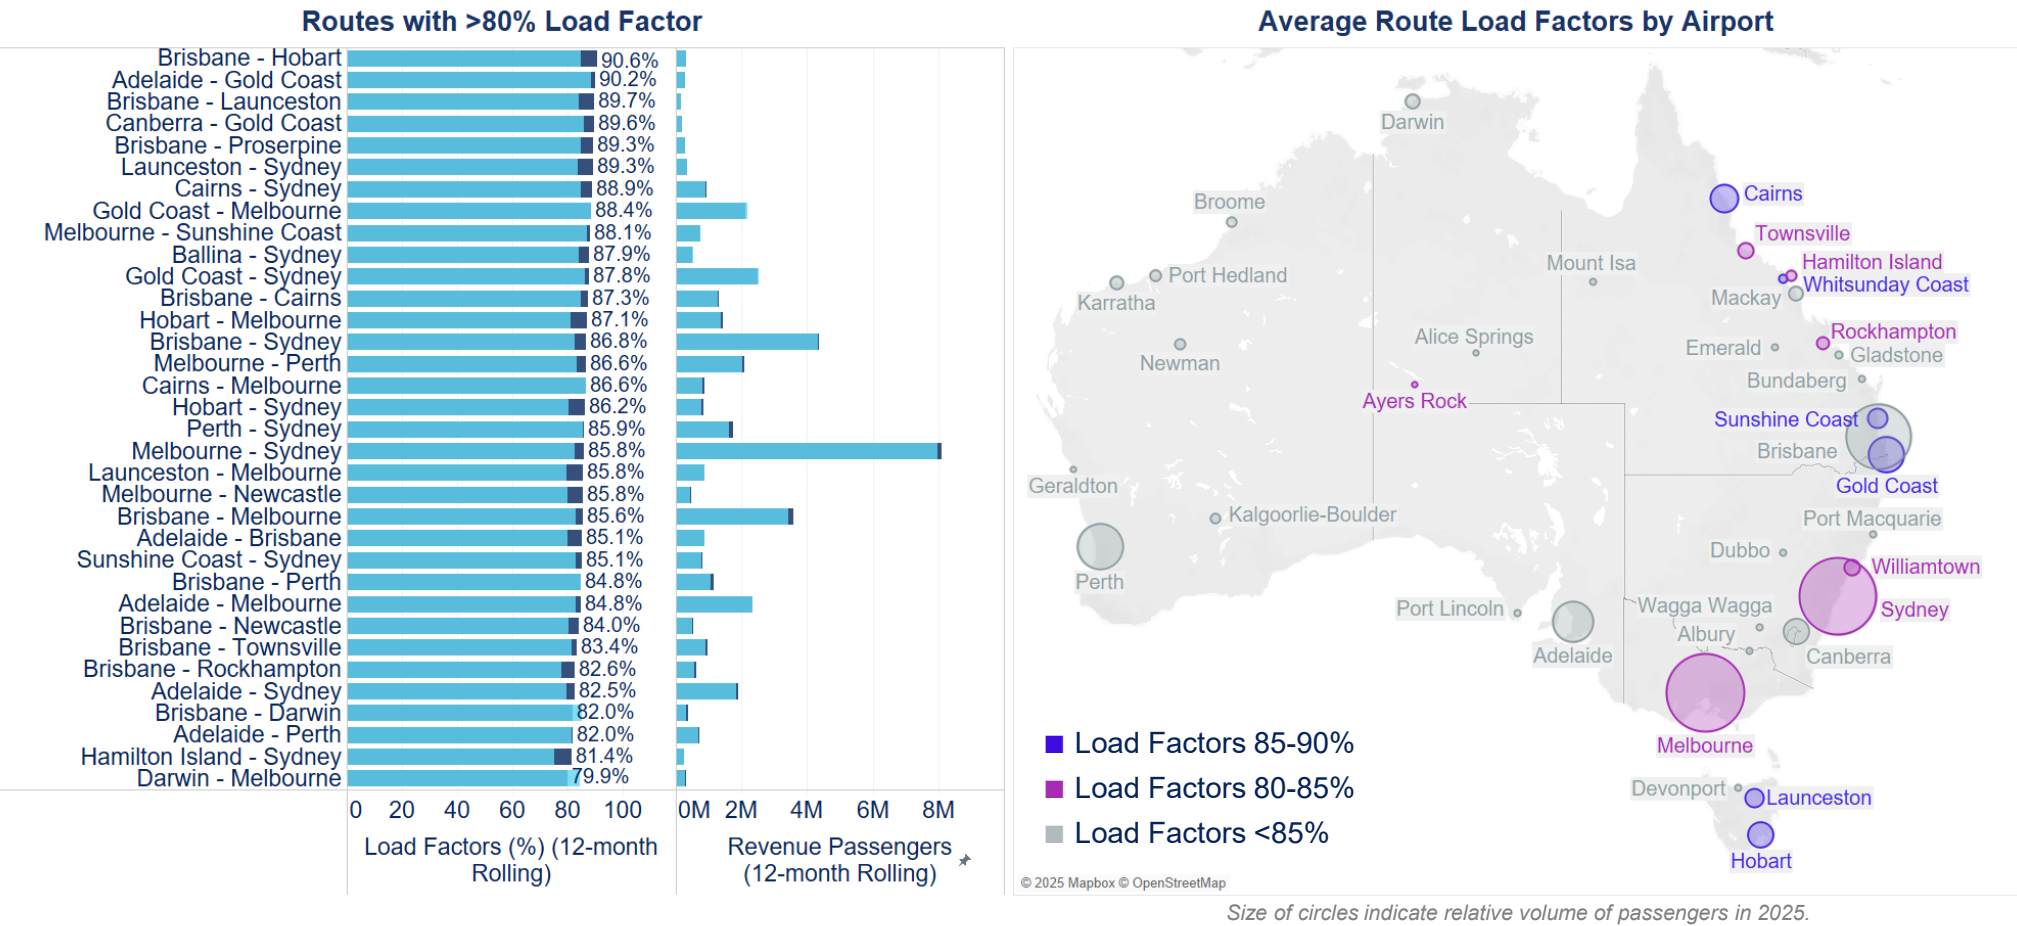 Routes with >80% Load Factor
Brisbane - Hobart 90.6%
Adelaide - Gold Coast 90.2%
Brisbane - Launceston 89.7%
Canberra - Gold Coast 89.6%
Brisbane - Proserpine 89.3%
Launceston - Sydney 89.3%
Cairns - Sydney 88.9%
Gold Coast - Melbourne 88.4%
Melbourne - Sunshine Coast 88.1%
Ballina - Sydney 87.9%
Gold Coast - Sydney 87.8%
Brisbane - Cairns 87.3%
Hobart - Melbourne 87.1%
Brisbane - Sydney 86.8%
Melbourne - Perth 86.6%
Cairns - Melbourne 86.6%
Hobart - Sydney 86.2%
Perth - Sydney 85.9%
Melbourne - Sydney 85.8%
Launceston - Melbourne 85.8%
Melbourne - Newcastle 85.8%
Brisbane - Melbourne 85.6%
Adelaide - Brisbane 85.1%
Sunshine Coast - Sydney 85.1%
Brisbane - Perth 84.8%
Adelaide - Melbourne 84.8%
Brisbane - Newcastle 84.0%
Brisbane - Townsville 83.4%
Brisbane - Rockhampton 82.6%
Adelaide - Sydney 82.5%
Brisbane - Darwin 82.0%
Adelaide - Perth 82.0%
Hamilton Island - Sydney 81.4%
Darwin - Melbourne 79.9%
0 20 40 60 80 100
0M 2M 4M 6M 8M
Load Factors (%) (12-month
Rolling)
Revenue Passengers
(12-month Rolling)
Average Route Load Factors by Airport
Darwin
Cairns
Broome
Townsville
Hamilton Island
Mount Isa
Port Hedland
Whitsunday Coast
Mackay
Karratha
Rockhampton
Alice Springs
Emerald
Gladstone
Newman
Bundaberg
Ayers Rock
Sunshine Coast
Brisbane
Geraldton
Gold Coast
Kalgoorlie-Boulder
Port Macquarie
Dubbo
Williamtown
Perth
Wagga Wagga
Port Lincoln
Sydney
Albury
Adelaide
Canberra
Melbourne
Devonport
Launceston
Hobart
Load Factors 85-90%
Load Factors 80-85%
Load Factors <85%
© 2025 Mapbox © OpenStreetMap
Size of circles indicate relative volume of passengers in 2025.